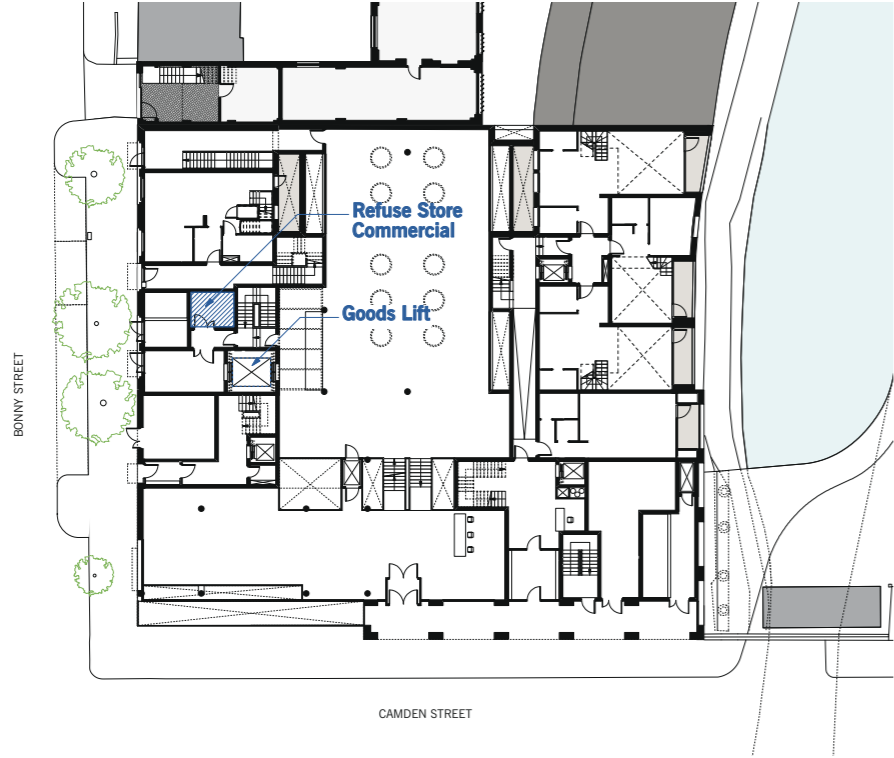 Refuse Store
Commercial
Goods Lift
BONNY STREET
CAMDEN STREET